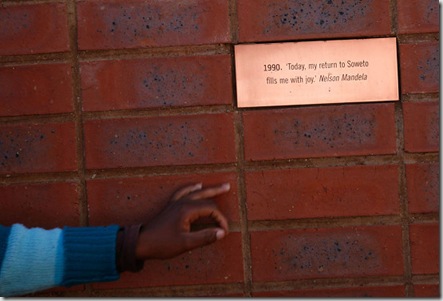 1990. 'Today, my return to Soweto
fills me with joy.' Nelson Mandela